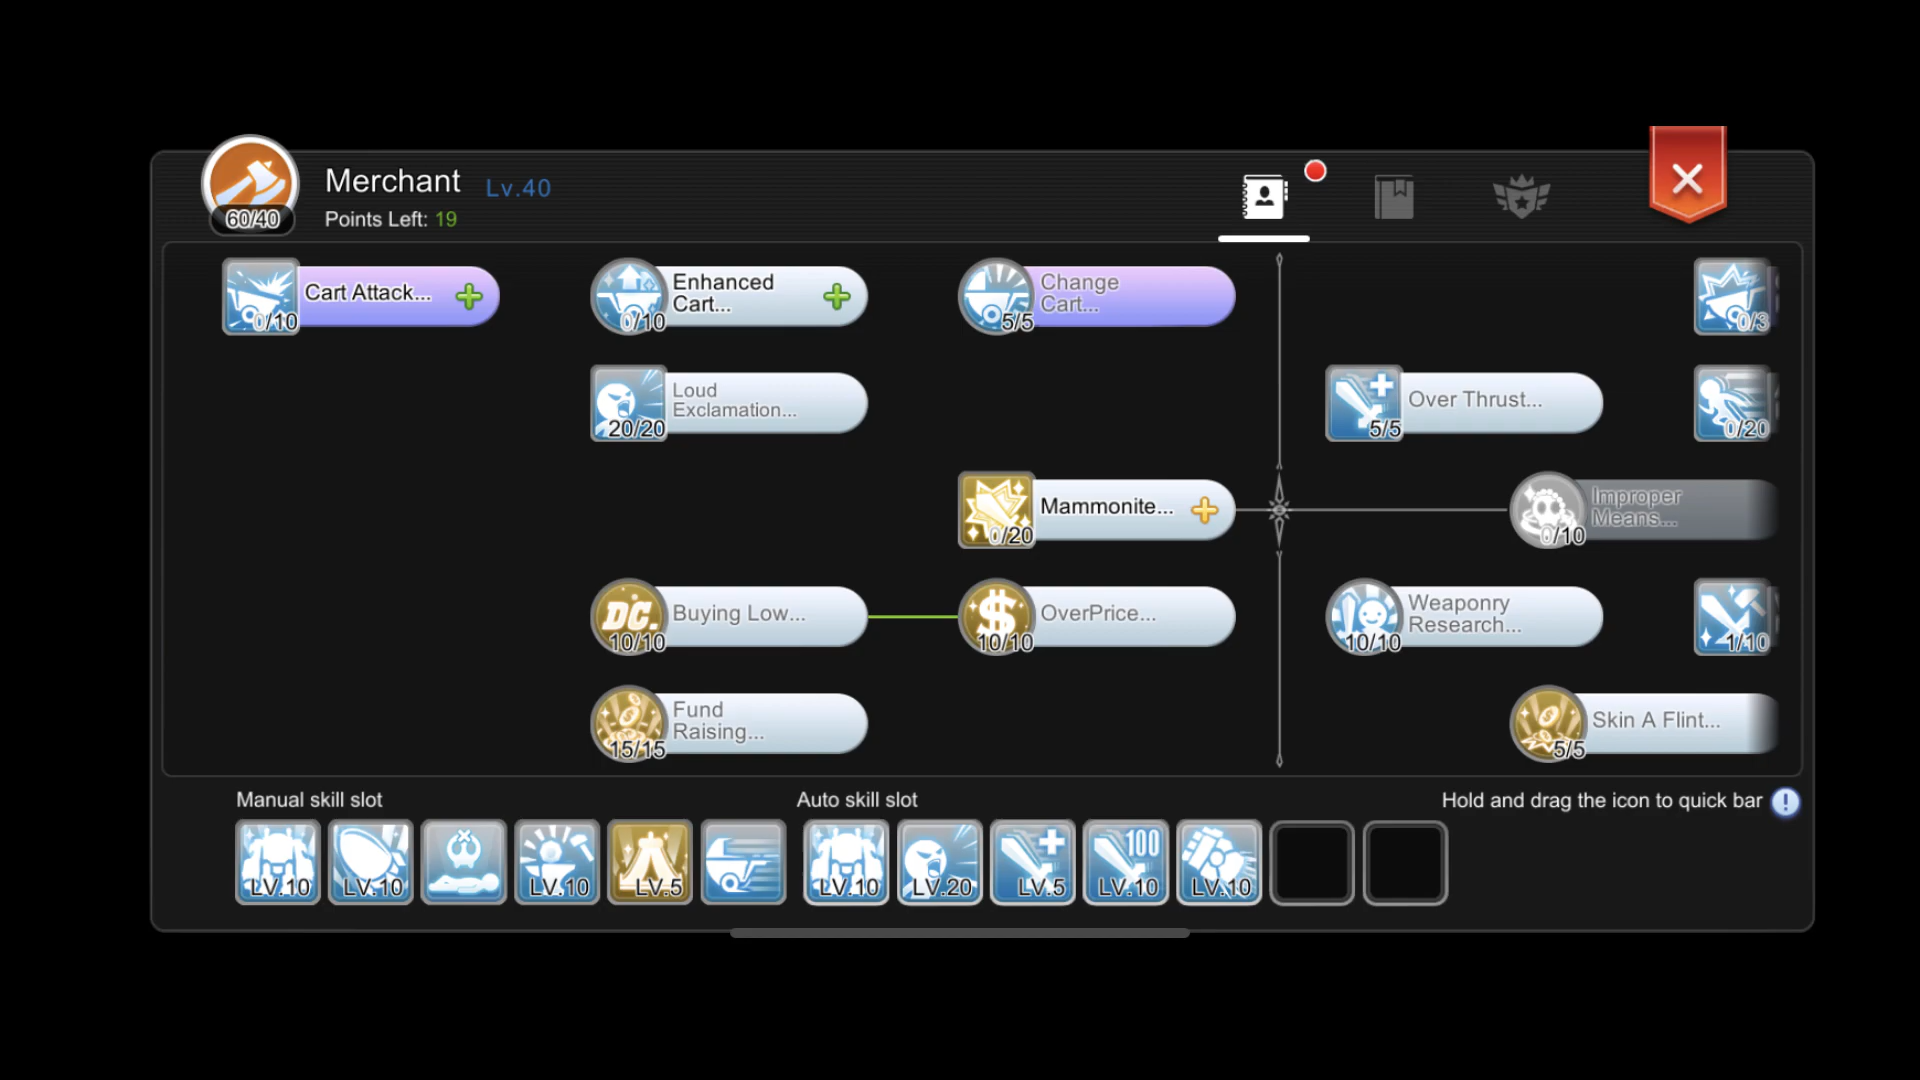 Merchant Lv.40
60/40
Points Left: 19
Cart Attack...
0/10
Enhanced
Cart...
0/10
Change
Cart...
5/5
0/3
Loud
Exclamation...
20/20
Over Thrust...
5/5
0/20
Mammonite...
0/20
Improper
Means...
0/10
DC.
Buying Low...
10/10
$
OverPrice...
10/10
Weaponry
Research...
10/10
1/10
Fund
Raising...
15/15
Skin A Flint...
5/5
Manual skill slot
Auto skill slot
Hold and drag the icon to quick bar
LV.10
LV.10
LV.10
LV.5
LV.10
LV.20
LV.5
100
LV.10
LV.10